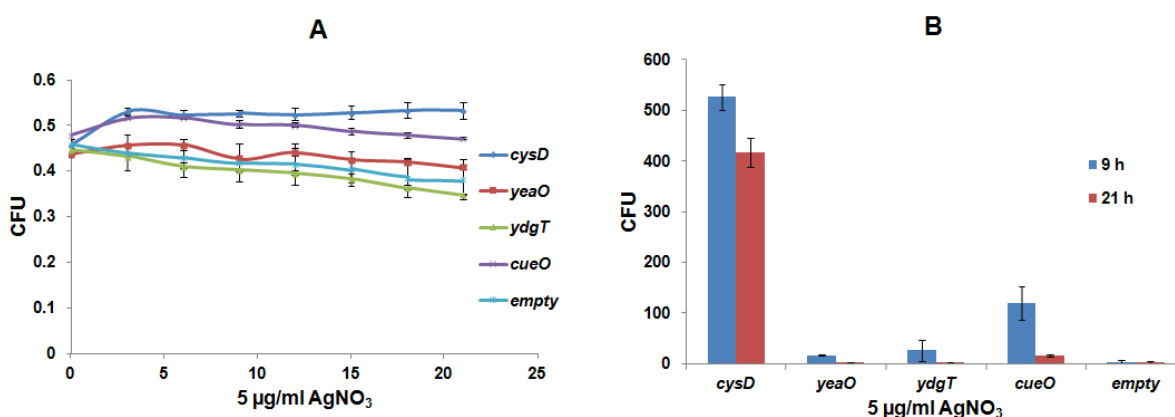 A
CFU
0.6
0.5
0.4
0.3
0.2
0.1
0
0 5 10 15 20 25
5 µg/ml AgNO3
cysD
yeaO
ydgT
cueO
empty
B
CFU
600
500
400
300
200
100
0
cysD yeaO ydgT cueO empty
5 µg/ml AgNO3
9 h
21 h